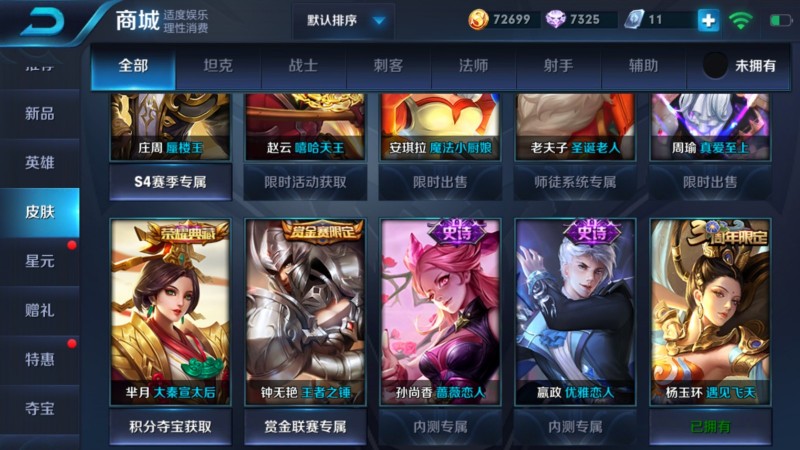 商城
适度娱乐
理性消费
默认排序
72699
7325
11
全部
坦克
战士
刺客
法师
射手
辅助
未拥有
推荐
新品
英雄
皮肤
星元
赠礼
特惠
夺宝
庄周 蜃楼王
赵云 嘻哈天王
安琪拉 魔法小厨娘
老夫子 圣诞老人
周瑜 真爱至上
S4赛季专属
限时活动获取
限时出售
师徒系统专属
限时出售
荣耀典藏
赏金赛限定
史诗
史诗
三周年限定
芈月 大秦宣太后
钟无艳 王者之锤
孙尚香 蔷薇恋人
嬴政 优雅恋人
杨玉环 遇见飞天
积分夺宝获取
赏金联赛专属
内测专属
内测专属
已拥有